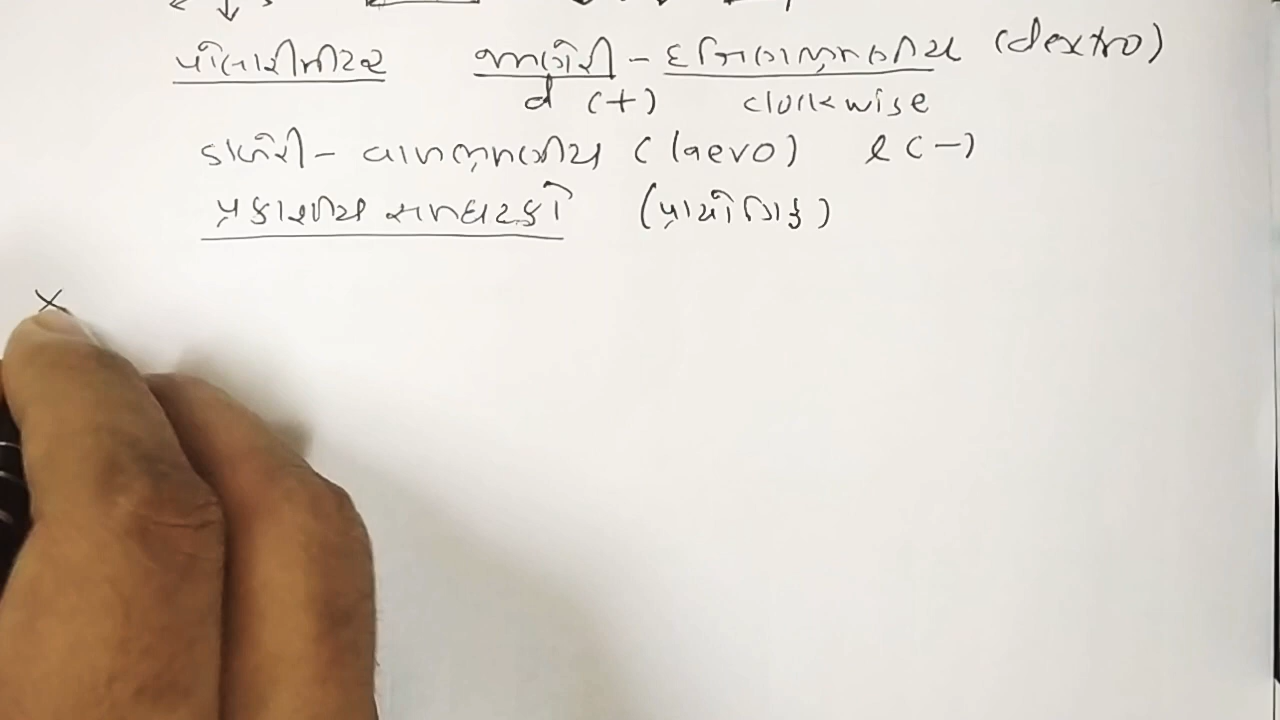 પોલારીમીટર જમણેરી - દક્ષિણભ્રમણીય (dextro)
d (+) clockwise
ડાબેરી - વામભ્રમણીય (laevo) l (-)
પ્રકાશીય સમઘટકો (પ્રાયોગિક)
x